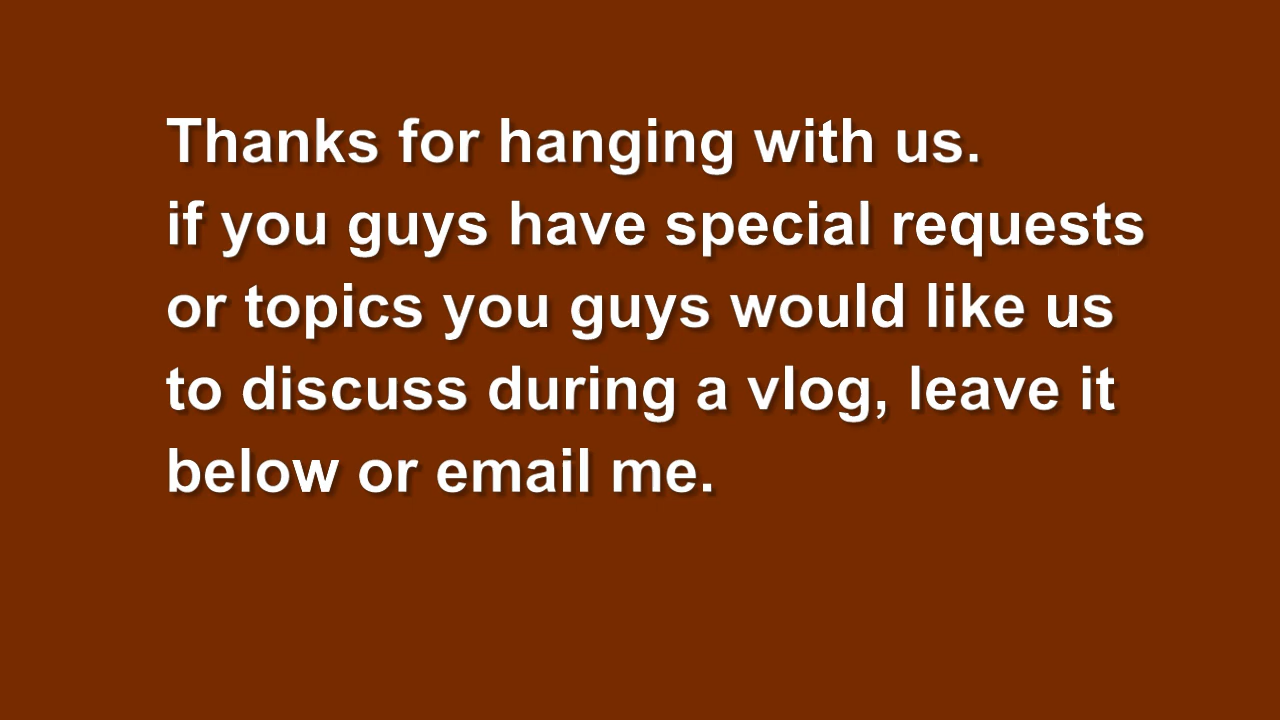 Thanks for hanging with us.
if you guys have special requests
or topics you guys would like us
to discuss during a vlog, leave it
below or email me.